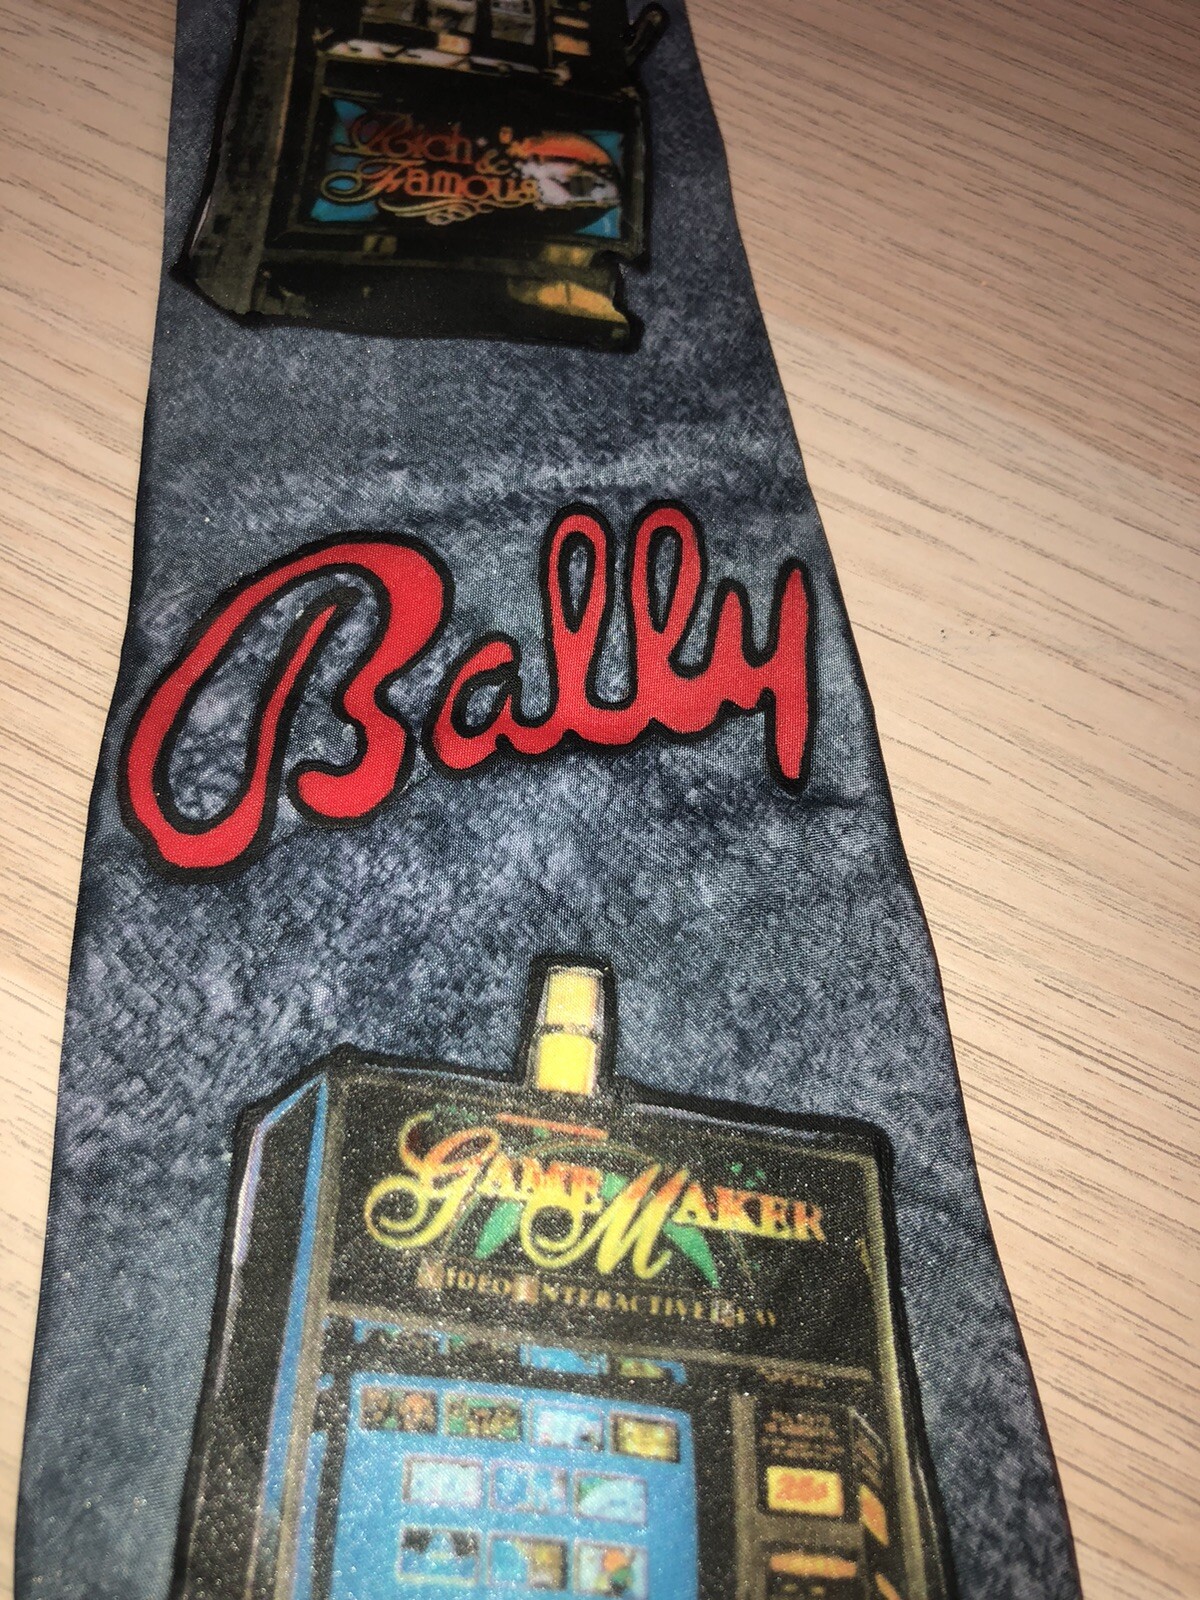 Rich &
Famous
Bally
GAME MAKER
VIDEO INTERACTIVE
25¢